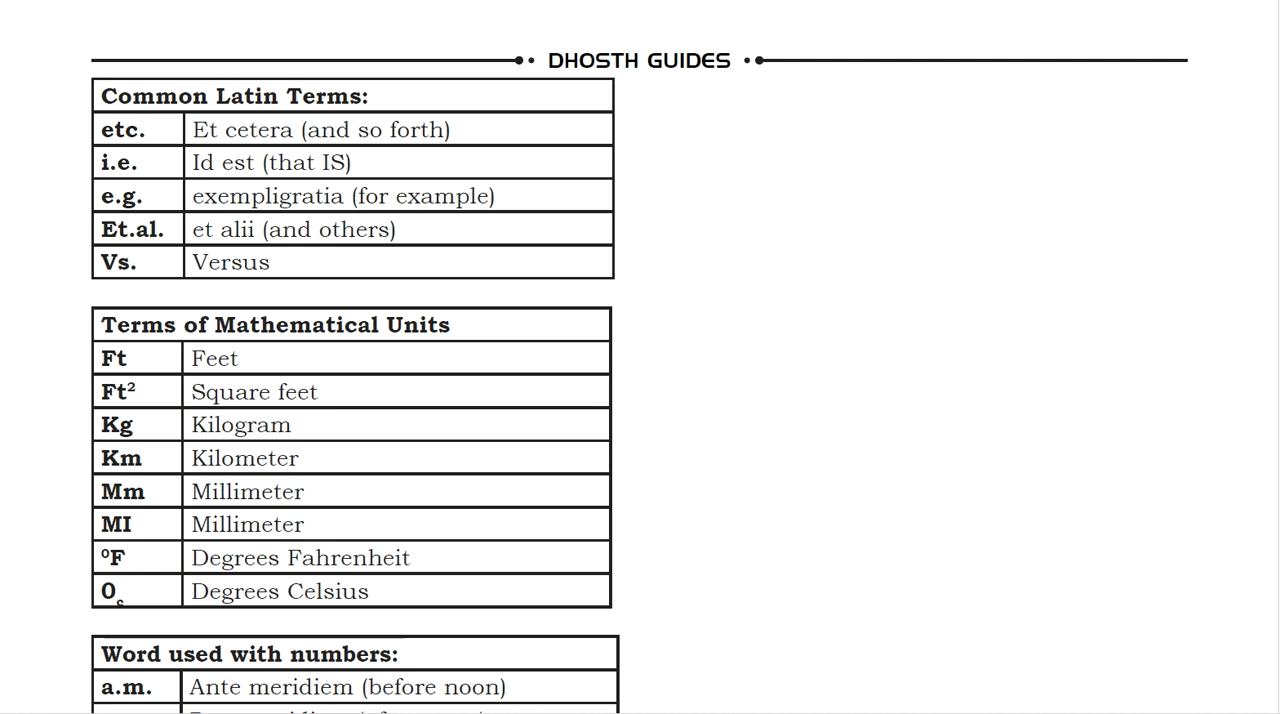 DHOSTH GUIDES
Common Latin Terms:
etc. Et cetera (and so forth)
i.e. Id est (that IS)
e.g. exempligratia (for example)
Et.al. et alii (and others)
Vs. Versus
Terms of Mathematical Units
Ft Feet
Ft² Square feet
Kg Kilogram
Km Kilometer
Mm Millimeter
MI Millimeter
⁰F Degrees Fahrenheit
0c Degrees Celsius
Word used with numbers:
a.m. Ante meridiem (before noon)